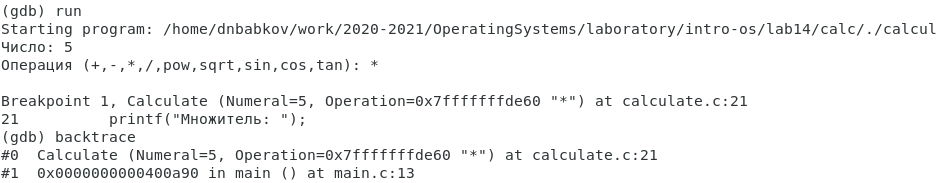 (gdb) run
Starting program: /home/dnbabkov/work/2020-2021/OperatingSystems/laboratory/intro-os/lab14/calc/./calcul
Число: 5
Операция (+,-,*,/,pow,sqrt,sin,cos,tan): *
Breakpoint 1, Calculate (Numeral=5, Operation=0x7fffffffde60 "*") at calculate.c:21
21          printf("Множитель: ");
(gdb) backtrace
#0  Calculate (Numeral=5, Operation=0x7fffffffde60 "*") at calculate.c:21
#1  0x0000000000400a90 in main () at main.c:13